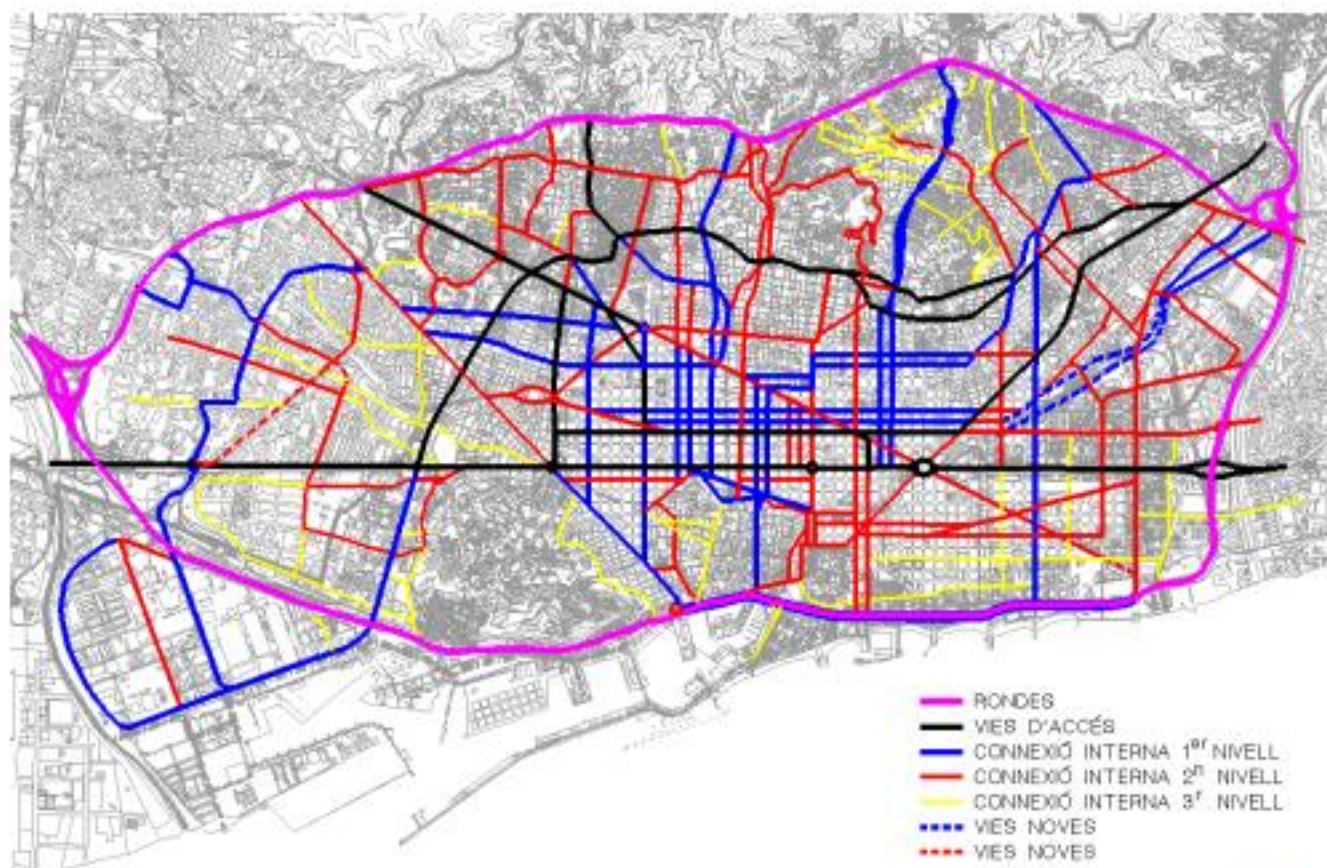 RONDES
VIES D'ACCÉS
CONNEXIÓ INTERNA 1er NIVELL
CONNEXIÓ INTERNA 2n NIVELL
CONNEXIÓ INTERNA 3r NIVELL
VIES NOVES
VIES NOVES